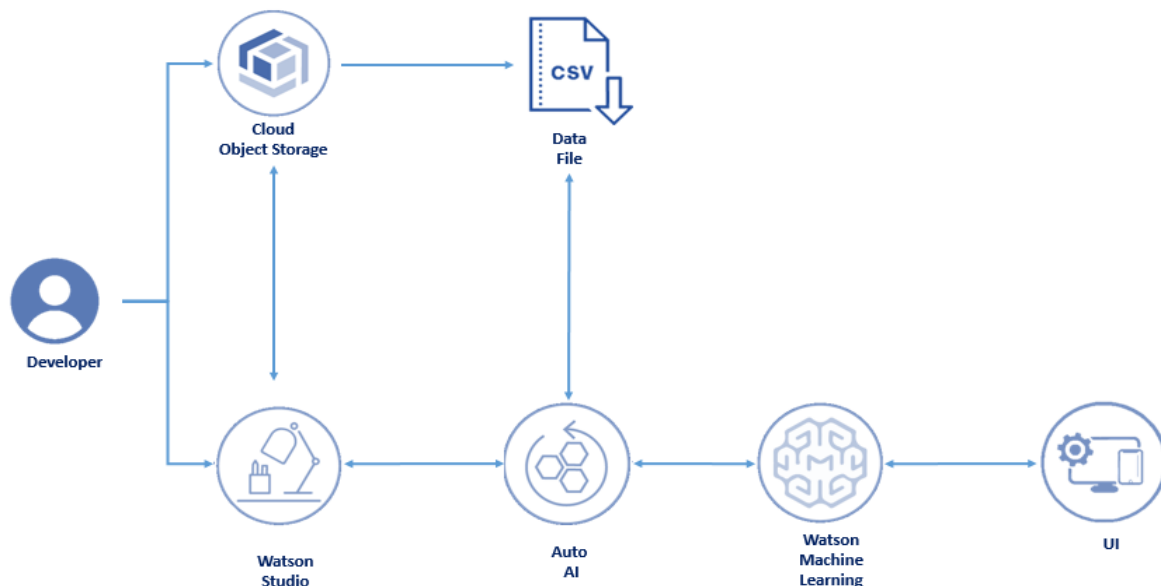 CSV
Cloud
Object Storage
Data
File
Developer
Watson
Studio
Auto
AI
M
Watson
Machine
Learning
UI